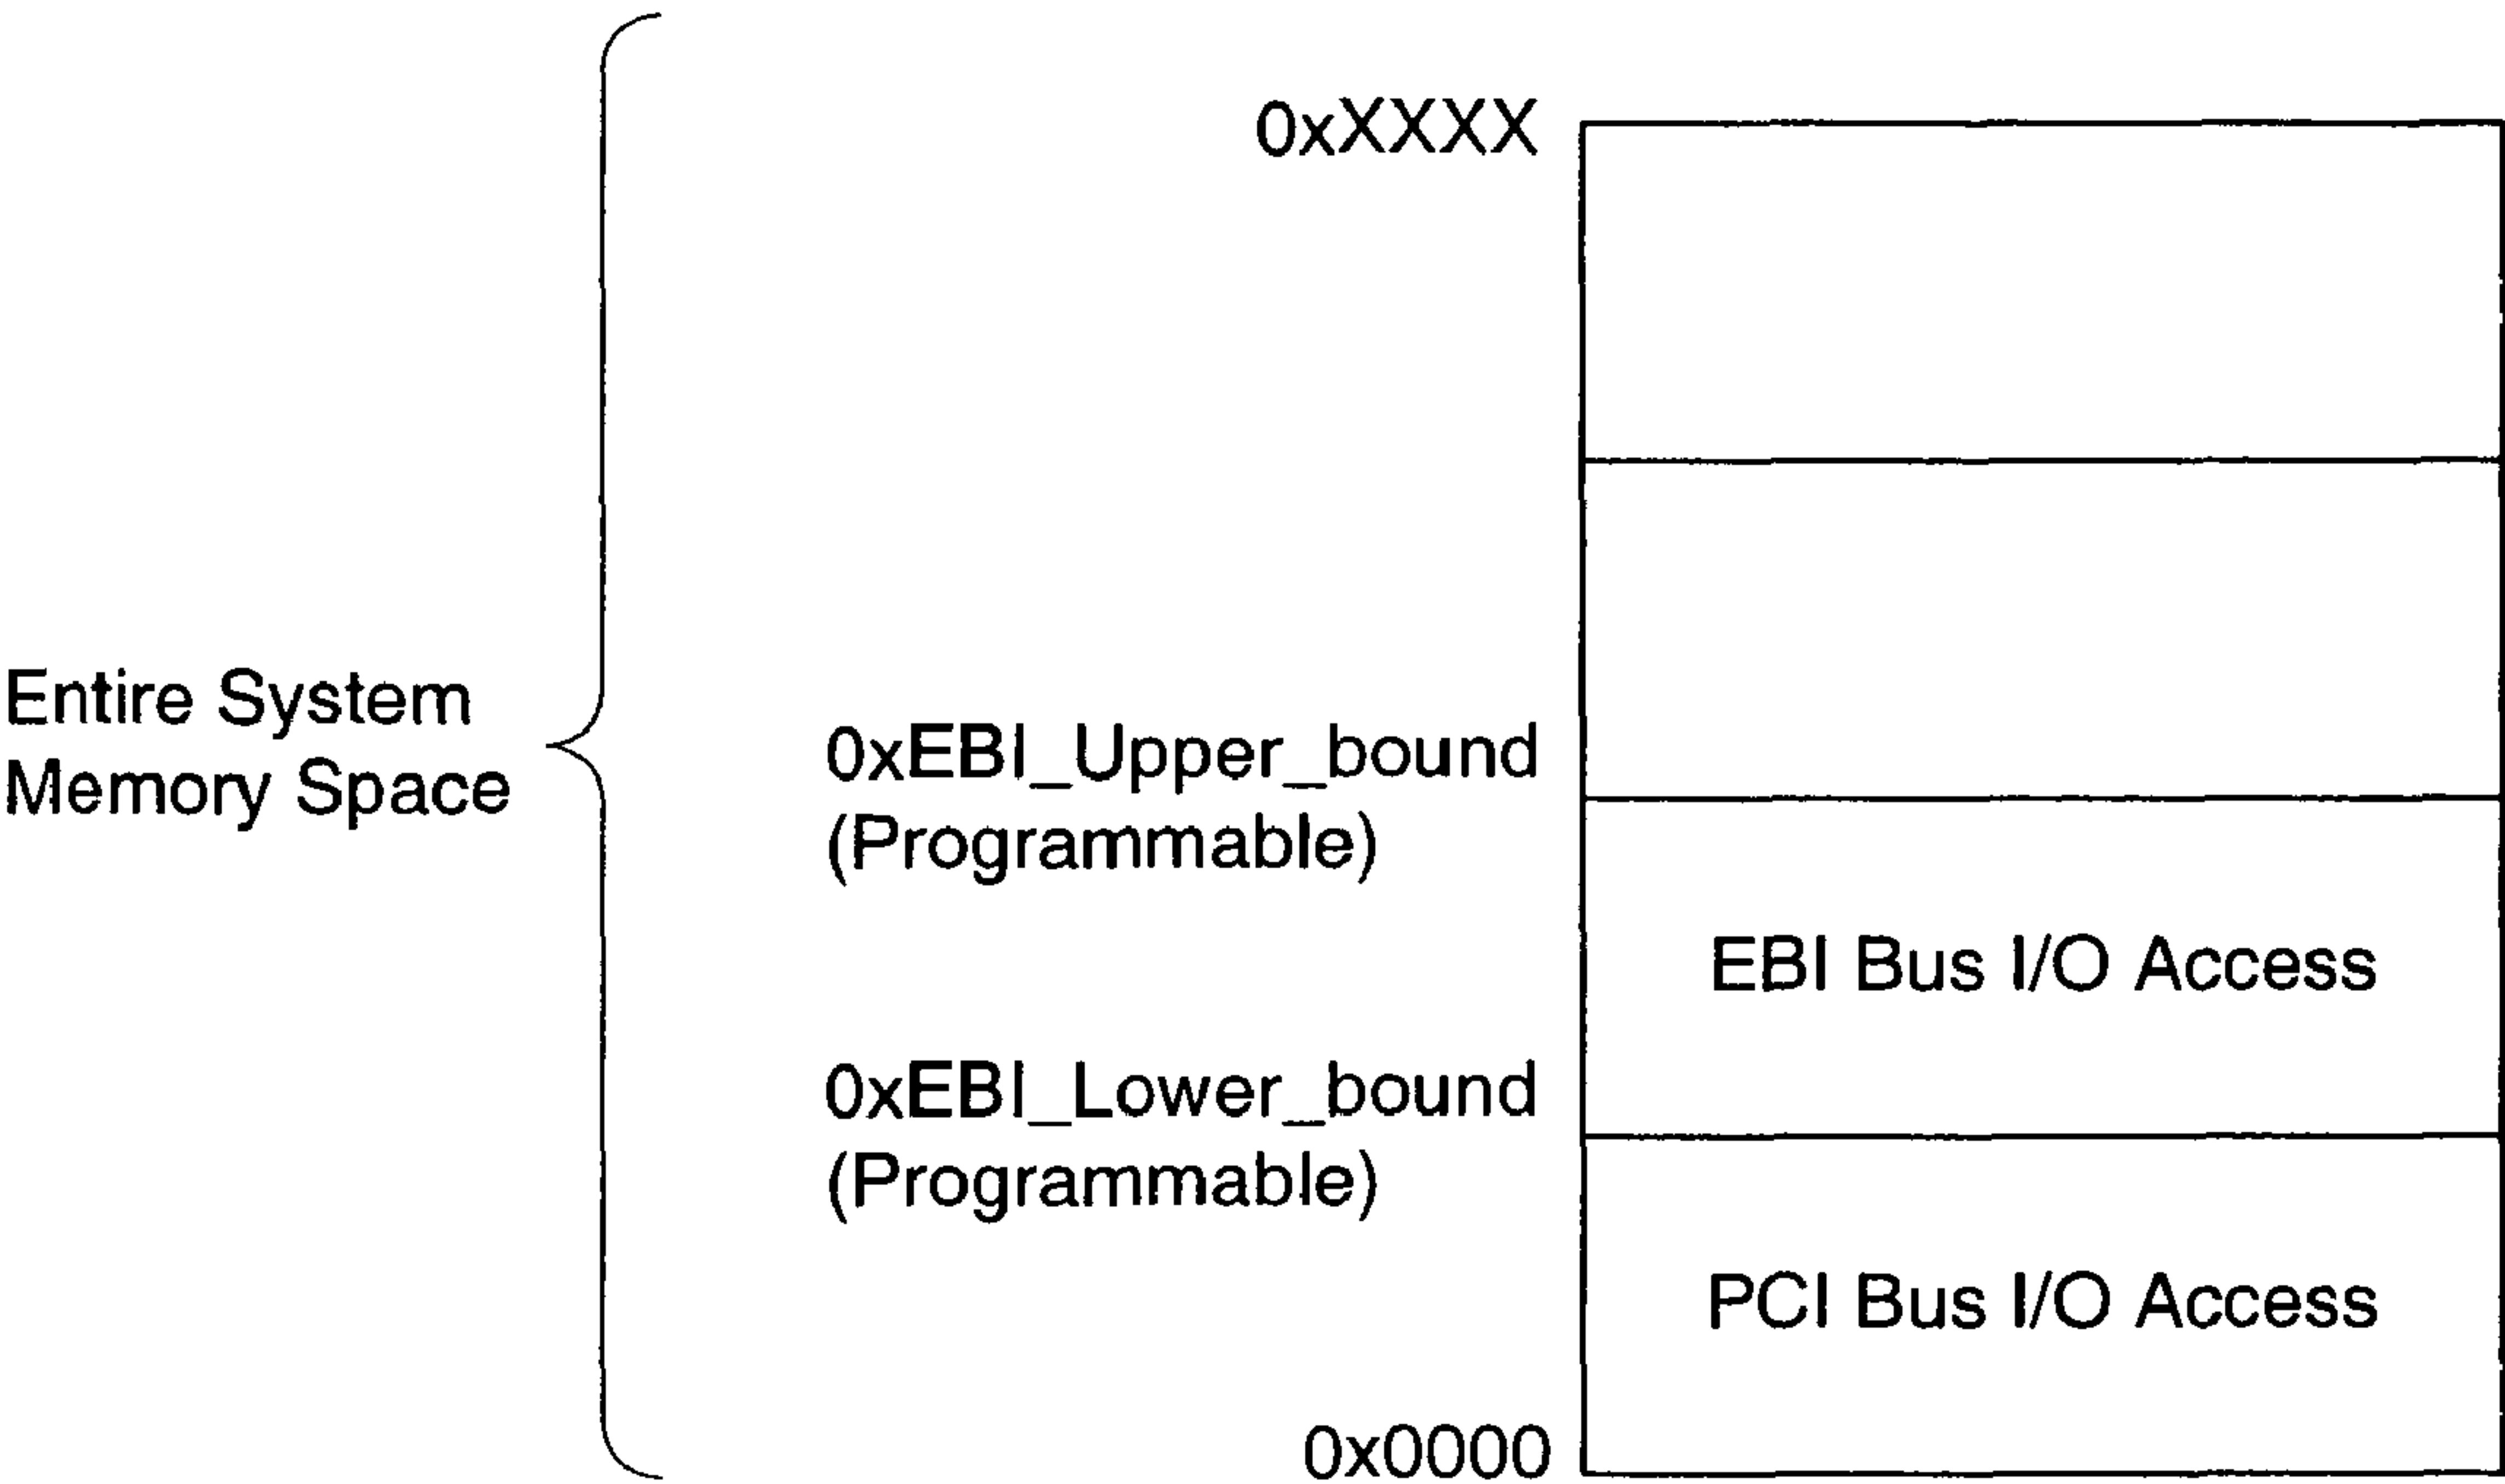 0xXXXX
Entire System
Memory Space
0xEBI_Upper_bound
(Programmable)
EBI Bus I/O Access
0xEBI_Lower_bound
(Programmable)
PCI Bus I/O Access
0x0000